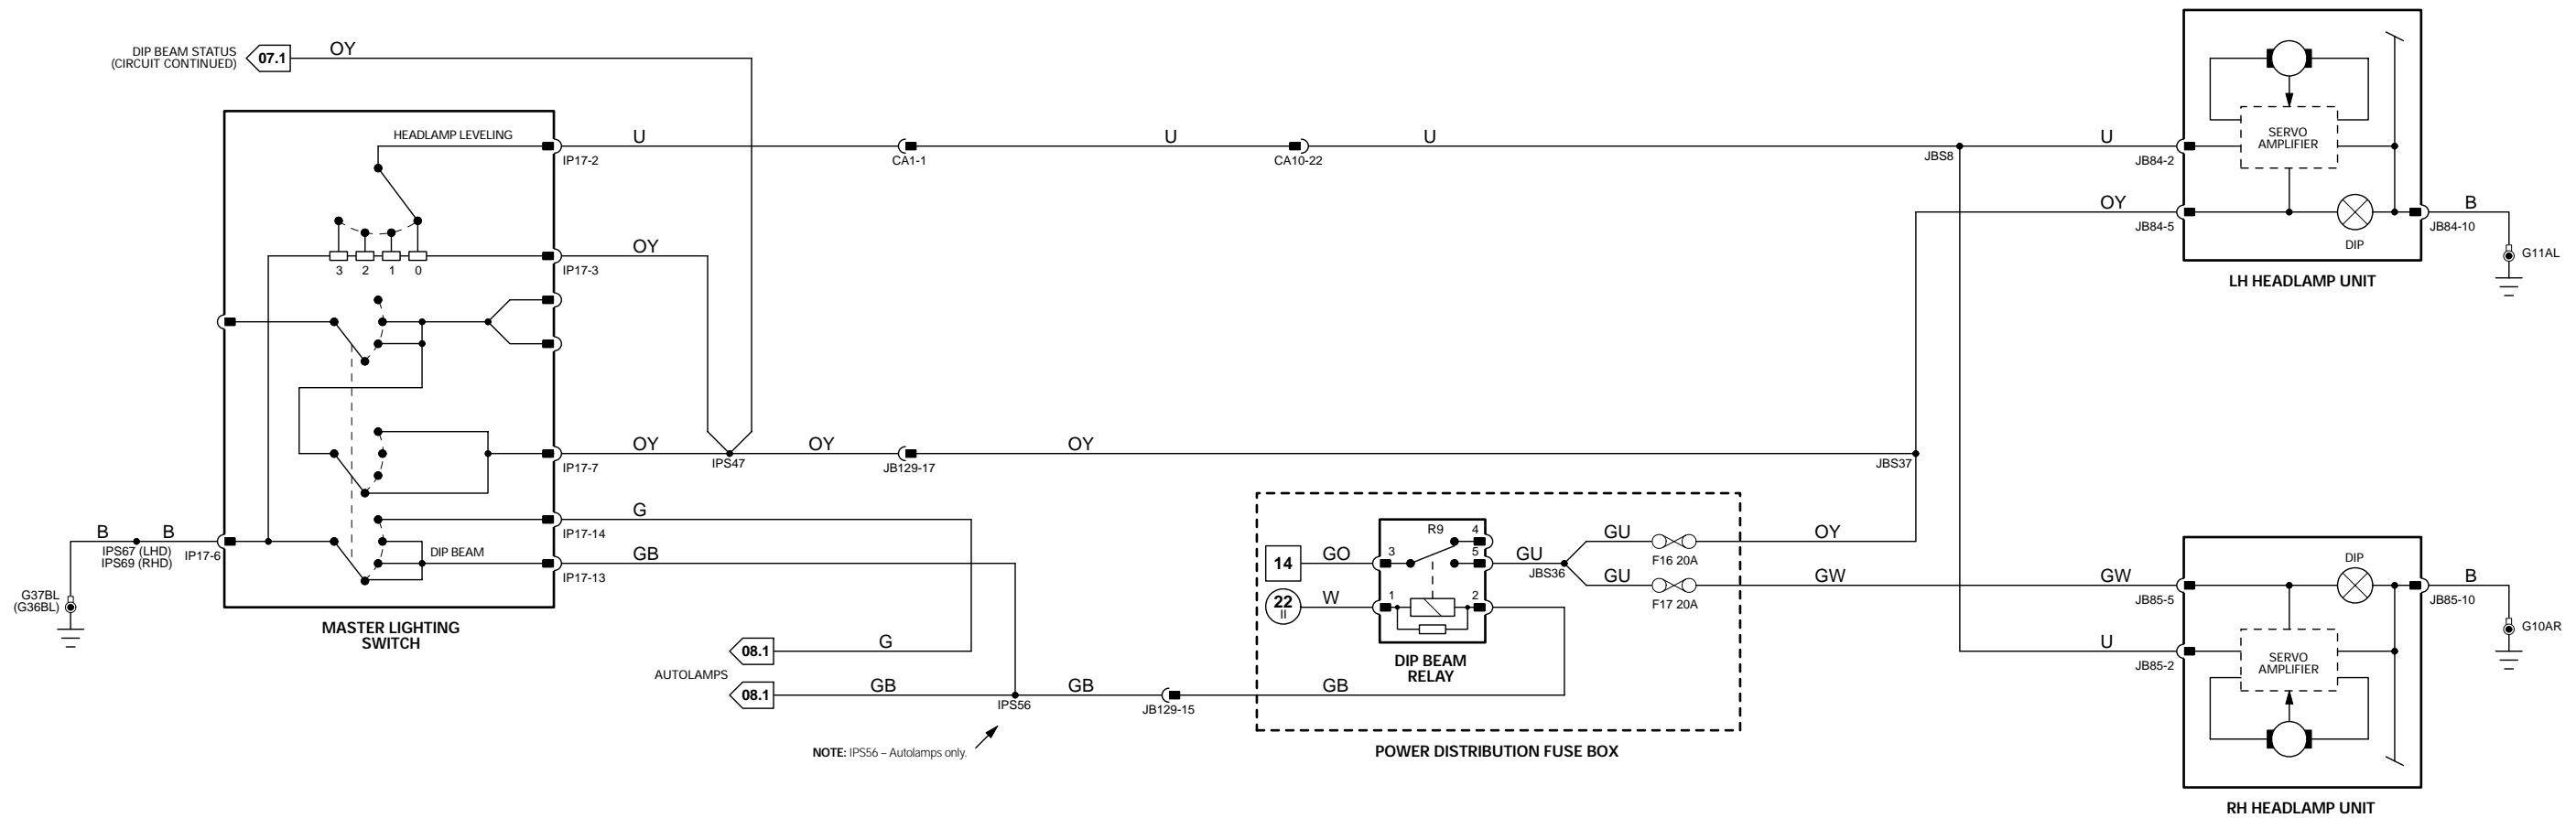 DIP BEAM STATUS
(CIRCUIT CONTINUED)
07.1
OY
HEADLAMP LEVELING
IP17-2
U
CA1-1
U
CA10-22
U
JBS8
U
JB84-2
SERVO
AMPLIFIER
OY
JB84-5
DIP
B
JB84-10
G11AL
LH HEADLAMP UNIT
3 2 1 0
IP17-3
OY
IP17-7
OY
IPS47
OY
JB129-17
OY
JBS37
B B
IPS67 (LHD)
IPS69 (RHD)
IP17-6
G37BL
(G36BL)
DIP BEAM
IP17-14
G
IP17-13
GB
MASTER LIGHTING
SWITCH
AUTOLAMPS
08.1
G
08.1
GB
IPS56
GB
JB129-15
GB
NOTE: IPS56 – Autolamps only.
14
GO
22
II
W
R9
3
4
5
1
2
DIP BEAM
RELAY
GU
JBS36
GU
F16 20A
OY
GU
F17 20A
GW
POWER DISTRIBUTION FUSE BOX
GW
JB85-5
DIP
B
JB85-10
G10AR
U
JB85-2
SERVO
AMPLIFIER
RH HEADLAMP UNIT